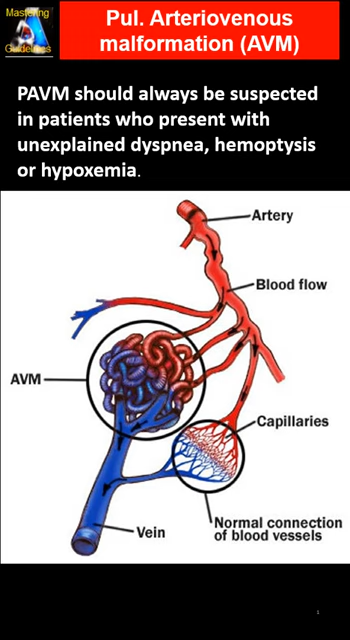 Mastering
Guidelines
Pul. Arteriovenous
malformation (AVM)
PAVM should always be suspected
in patients who present with
unexplained dyspnea, hemoptysis
or hypoxemia.
Artery
Blood flow
AVM
Capillaries
Normal connection
of blood vessels
Vein
1